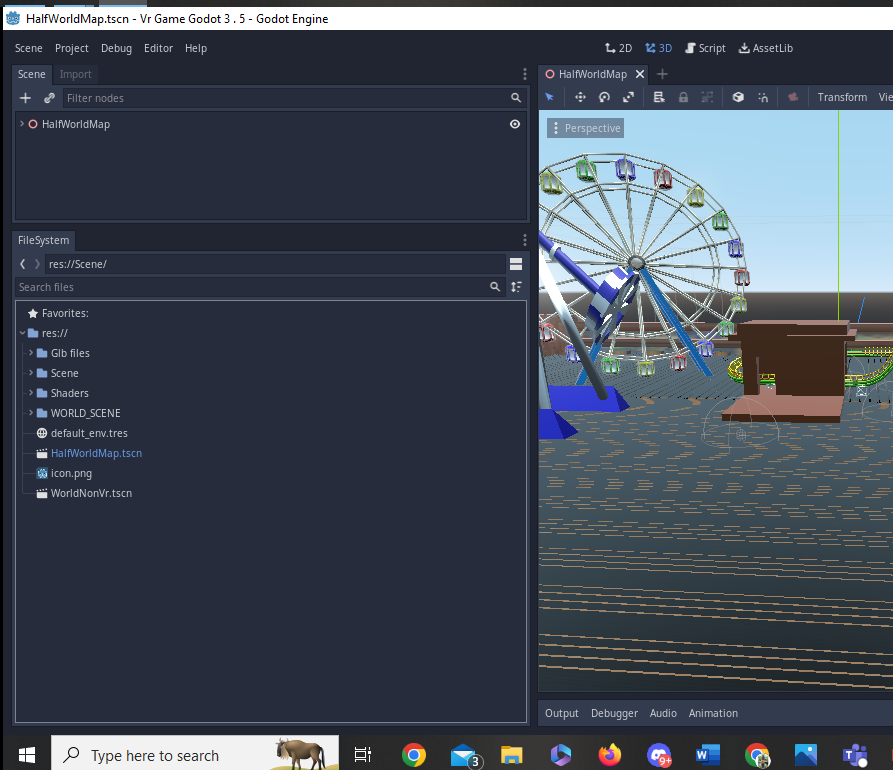 HalfWorldMap.tscn - Vr Game Godot 3 . 5 - Godot Engine
Scene Project Debug Editor Help 2D 3D Script AssetLib
Scene Import
HalfWorldMap
Filter nodes
Transform
HalfWorldMap
Perspective
FileSystem
res://Scene/
Search files
Favorites:
res://
Glb files
Scene
Shaders
WORLD_SCENE
default_env.tres
HalfWorldMap.tscn
icon.png
WorldNonVr.tscn
Output Debugger Audio Animation
Type here to search
3
9+
W
T